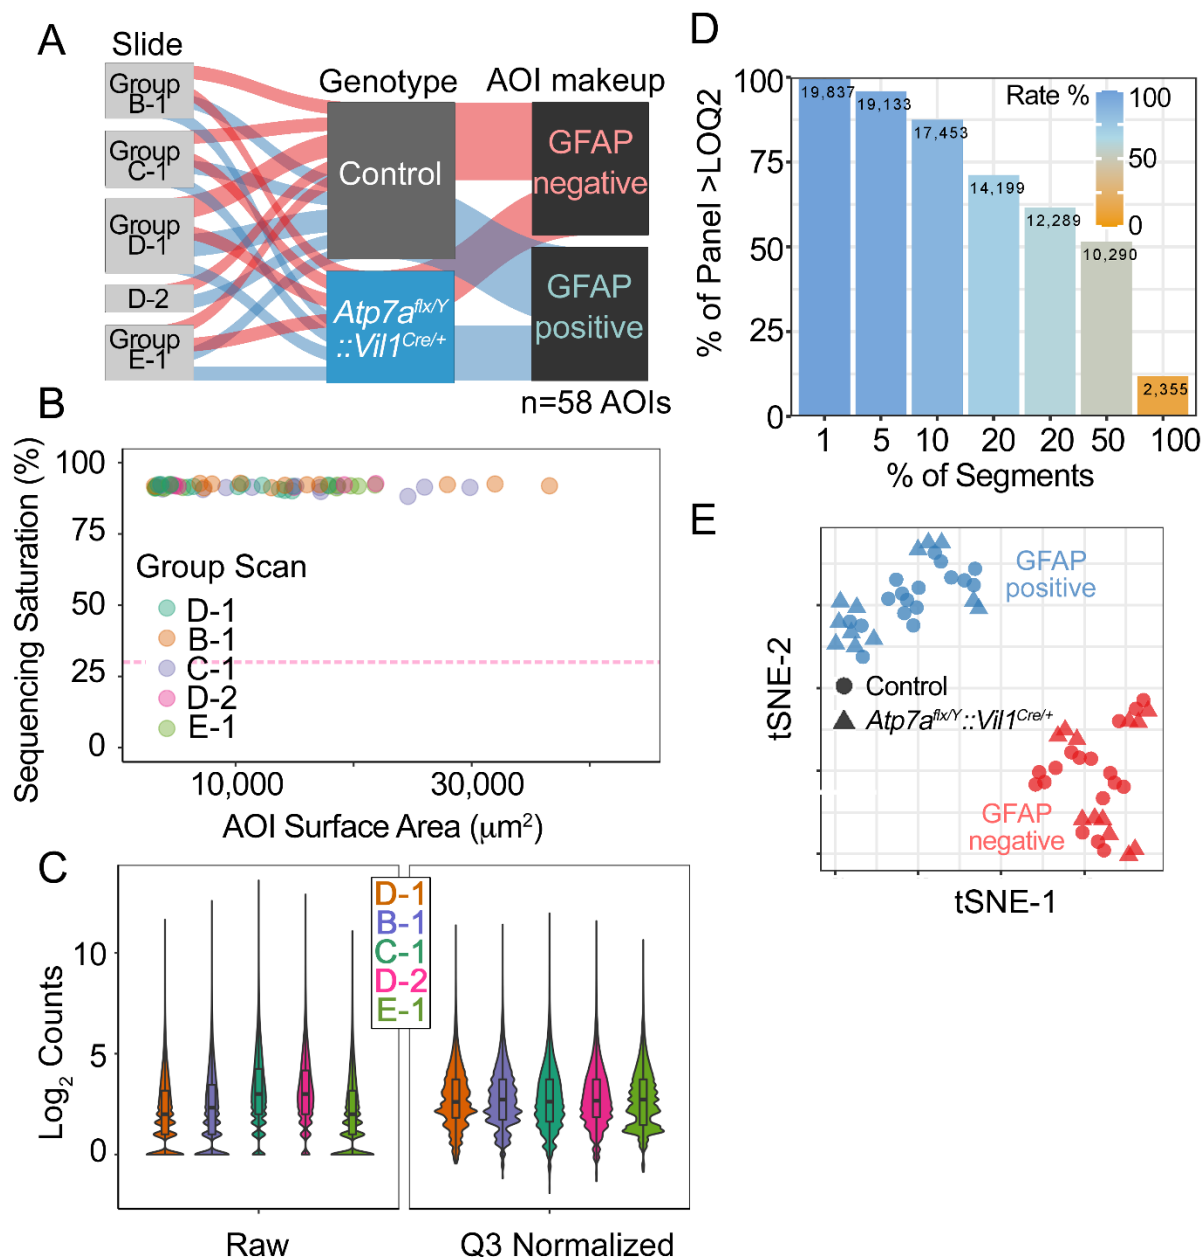 A
Slide
Genotype
AOI makeup
Group
B-1
Group
C-1
Group
D-1
D-2
Group
E-1
Control
Atp7a^flx/Y
::Vil1^Cre/+
GFAP
negative
GFAP
positive
n=58 AOIs
B
Sequencing Saturation (%)
100
75
50
25
0
Group Scan
D-1
B-1
C-1
D-2
E-1
10,000
30,000
AOI Surface Area (μm²)
C
Log₂ Counts
10
5
0
D-1
B-1
C-1
D-2
E-1
Raw
Q3 Normalized
D
% of Panel >LOQ2
100
75
50
25
0
19,837
19,133
17,453
14,199
12,289
10,290
2,355
Rate %
100
50
0
1
5
10
20
20
50
100
% of Segments
E
tSNE-2
GFAP
positive
Control
Atp7a^flx/Y::Vil1^Cre/+
GFAP
negative
tSNE-1